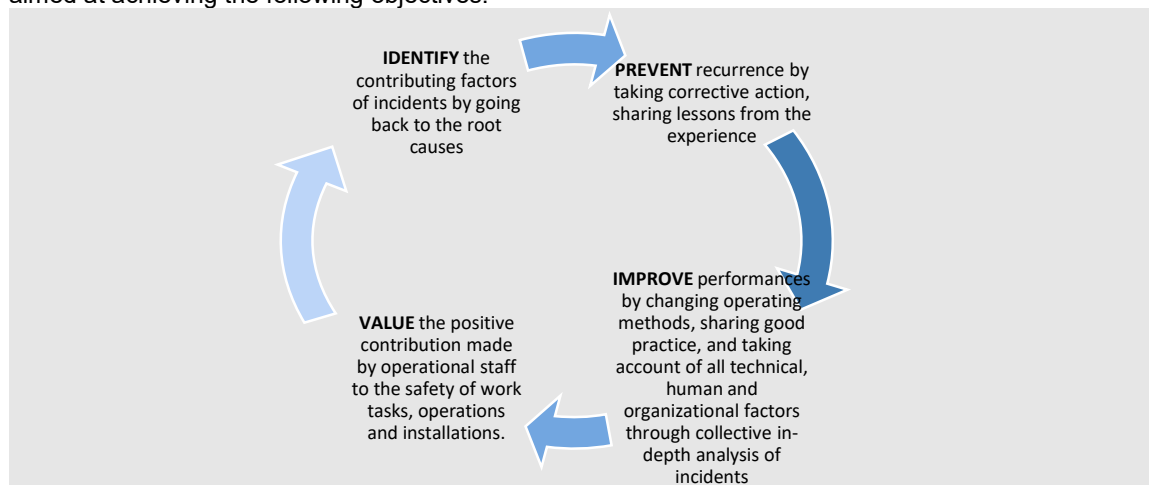 aimed at achieving the following objectives:
IDENTIFY the
contributing factors
of incidents by going
back to the root
causes
PREVENT recurrence by
taking corrective action,
sharing lessons from the
experience
IMPROVE performances
by changing operating
methods, sharing good
practice, and taking
account of all technical,
human and
organizational factors
through collective in-
depth analysis of
incidents
VALUE the positive
contribution made
by operational staff
to the safety of work
tasks, operations
and installations.